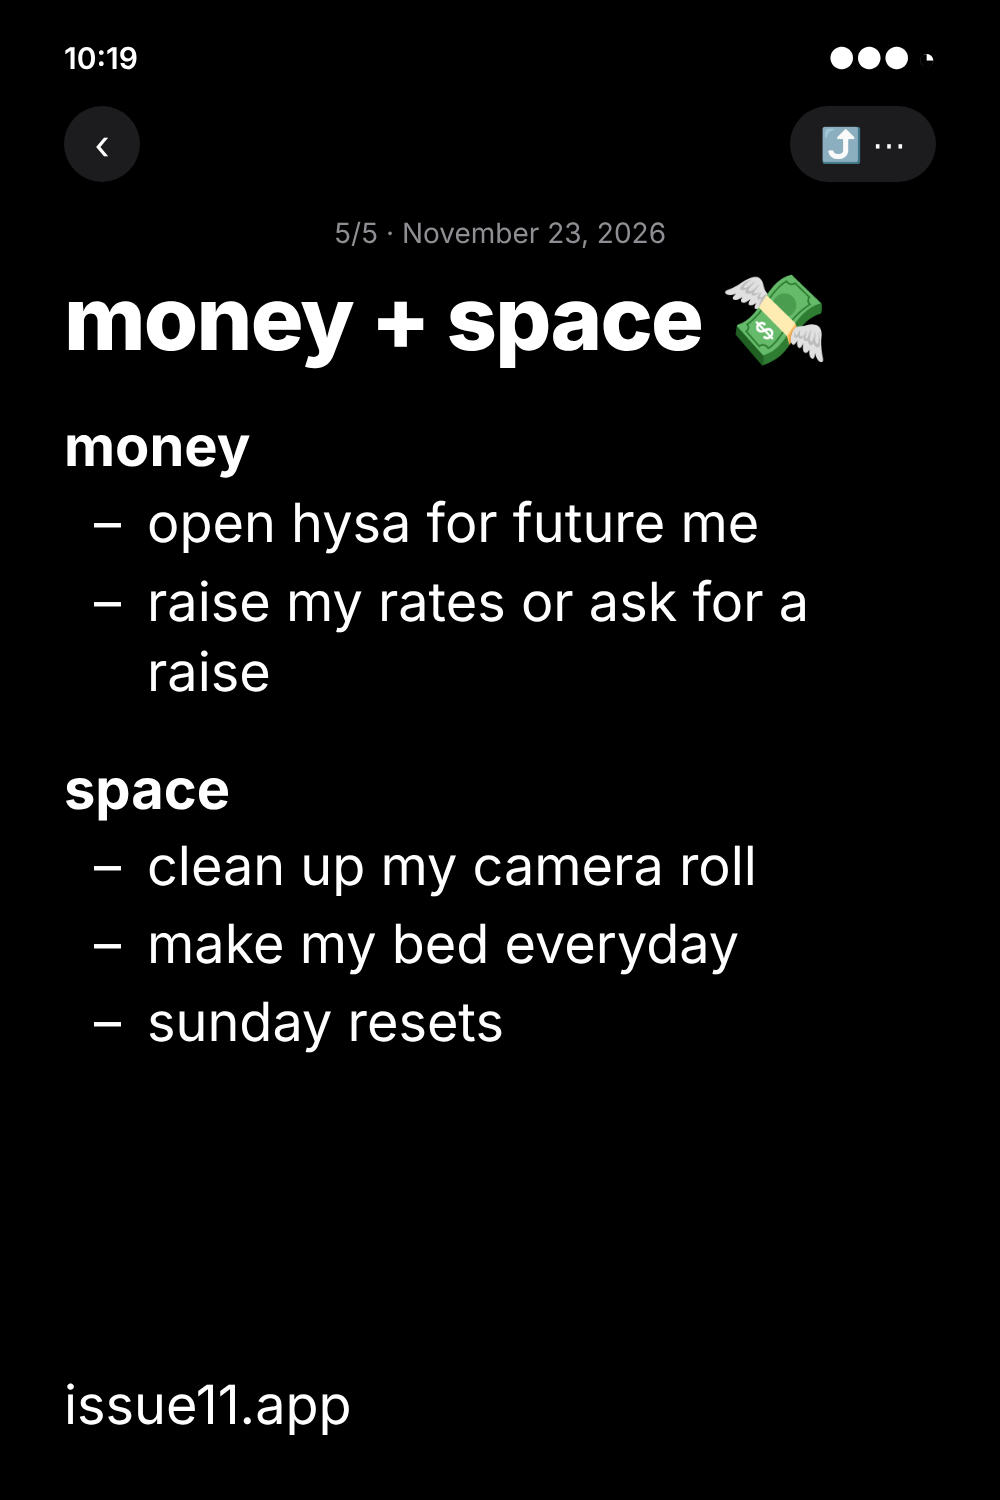 10:19
5/5 · November 23, 2026
money + space 💸
money
– open hysa for future me
– raise my rates or ask for a
raise
space
– clean up my camera roll
– make my bed everyday
– sunday resets
issue11.app